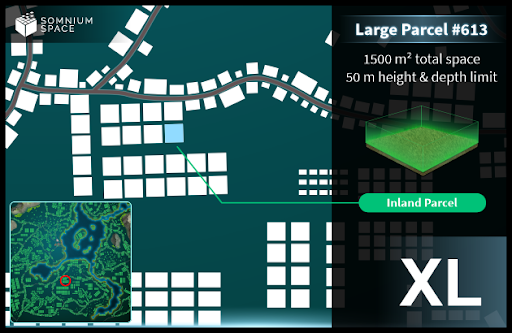 SOMNIUM
SPACE
Large Parcel #613
1500 m² total space
50 m height & depth limit
Inland Parcel
XL